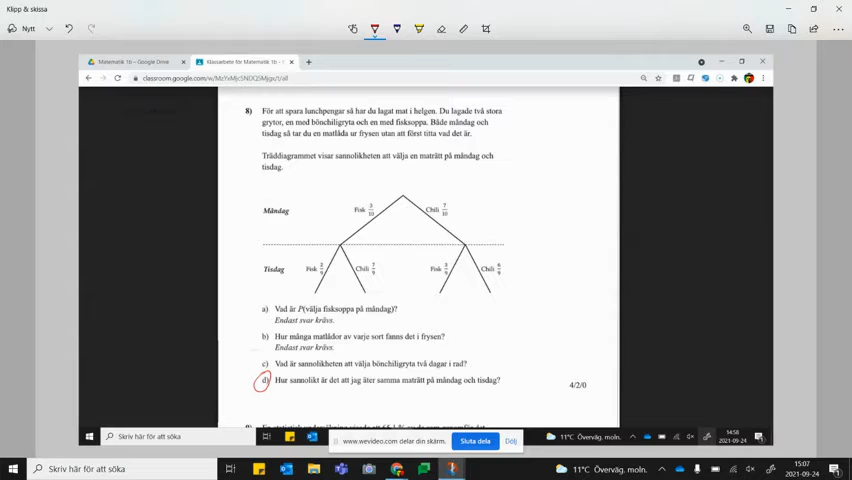 Klipp & skissa
Nytt
Matematik 1b – Google Drive
Klassarbete för Matematik 1b –
classroom.google.com/w/MzYxMjc5NDQ5Mjgx/t/all
8) För att spara lunchpengar så har du lagat mat i helgen. Du lagade två stora
grytor, en med bönchiligryta och en med fisksoppa. Både måndag och
tisdag så tar du en matlåda ur frysen utan att först titta vad det är.
Träddiagrammet visar sannolikheten att välja en maträtt på måndag och
tisdag.
Måndag Fisk 3/10 Chili 7/10
Tisdag Fisk 2/9 Chili 7/9 Fisk 3/9 Chili 6/9
a) Vad är P(välja fisksoppa på måndag)?
Endast svar krävs.
b) Hur många matlådor av varje sort fanns det i frysen?
Endast svar krävs.
c) Vad är sannolikheten att välja bönchiligryta två dagar i rad?
d) Hur sannolikt är det att jag äter samma maträtt på måndag och tisdag?
4/2/0
Skriv här för att söka
www.wevideo.com delar din skärm.
Sluta dela
Dölj
11°C Överväg. moln.
14:58
2021-09-24
Skriv här för att söka
11°C Överväg. moln.
15:07
2021-09-24